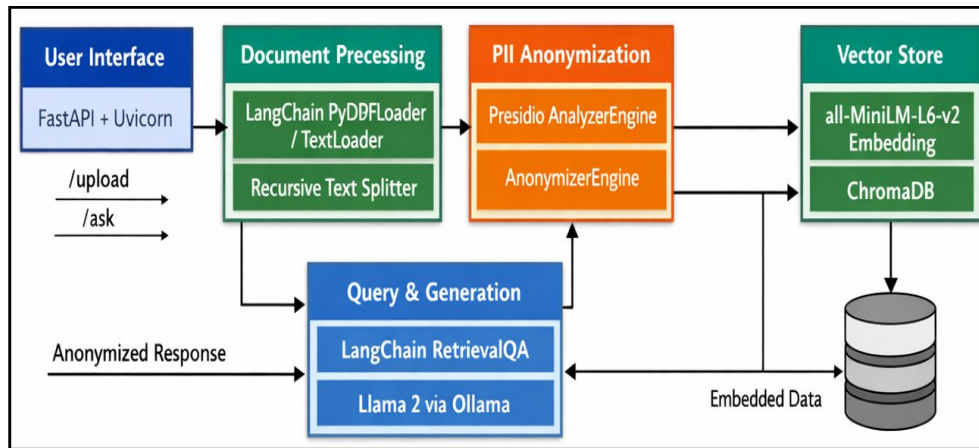 User Interface
FastAPI + Uvicorn
/upload
/ask
Document Precessing
LangChain PyDDFLoader
/ TextLoader
Recursive Text Splitter
PII Anonymization
Presidio AnalyzerEngine
AnonymizerEngine
Vector Store
all-MiniLM-L6-v2
Embedding
ChromaDB
Query & Generation
LangChain RetrievalQA
Llama 2 via Ollama
Anonymized Response
Embedded Data